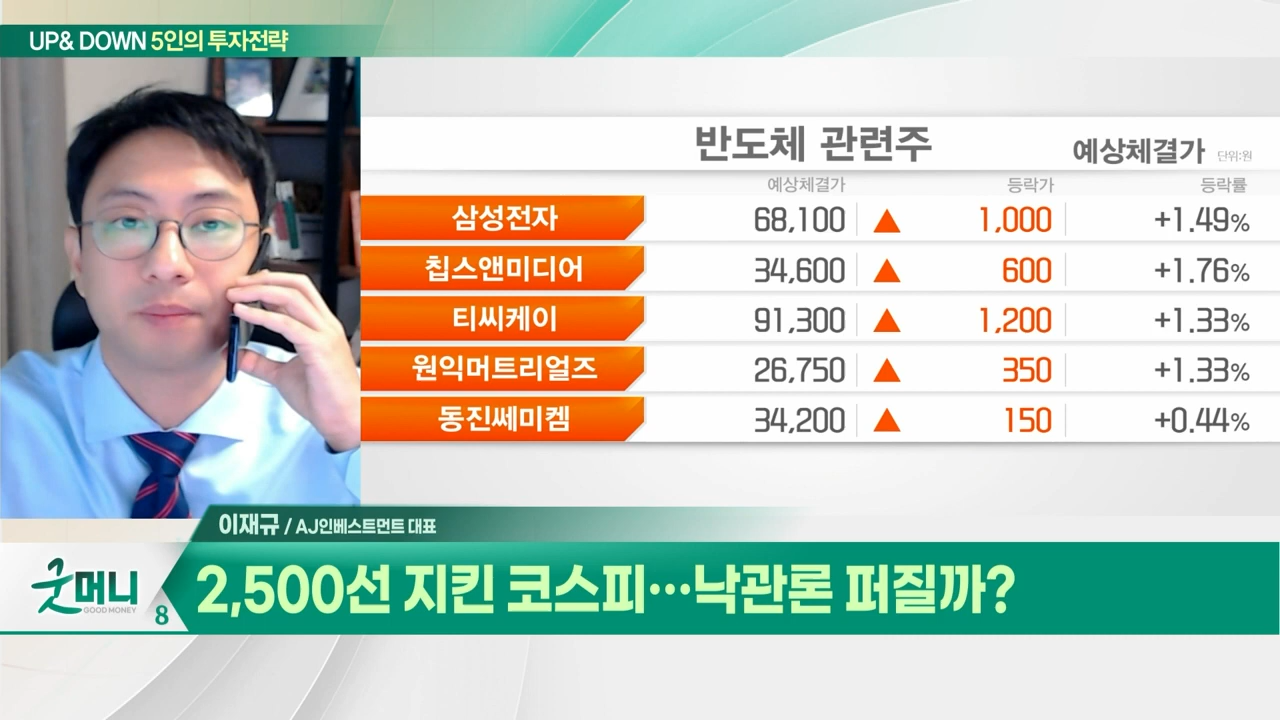 UP& DOWN 5인의 투자전략
반도체 관련주 예상체결가 단위:원
예상체결가 등락가 등락률
삼성전자 68,100 ▲ 1,000 +1.49%
칩스앤미디어 34,600 ▲ 600 +1.76%
티씨케이 91,300 ▲ 1,200 +1.33%
원익머트리얼즈 26,750 ▲ 350 +1.33%
동진쎄미켐 34,200 ▲ 150 +0.44%
이재규 / AJ인베스트먼트 대표
굿머니
GOOD MONEY
8
2,500선 지킨 코스피…낙관론 퍼질까?